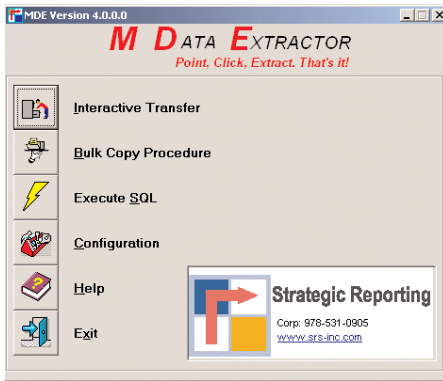 MDE Version 4.0.0.0
M DATA EXTRACTOR
Point, Click, Extract. That's it!
Interactive Transfer
Bulk Copy Procedure
Execute SQL
Configuration
Help
Exit
Strategic Reporting
Corp: 978-531-0905
www.srs-inc.com